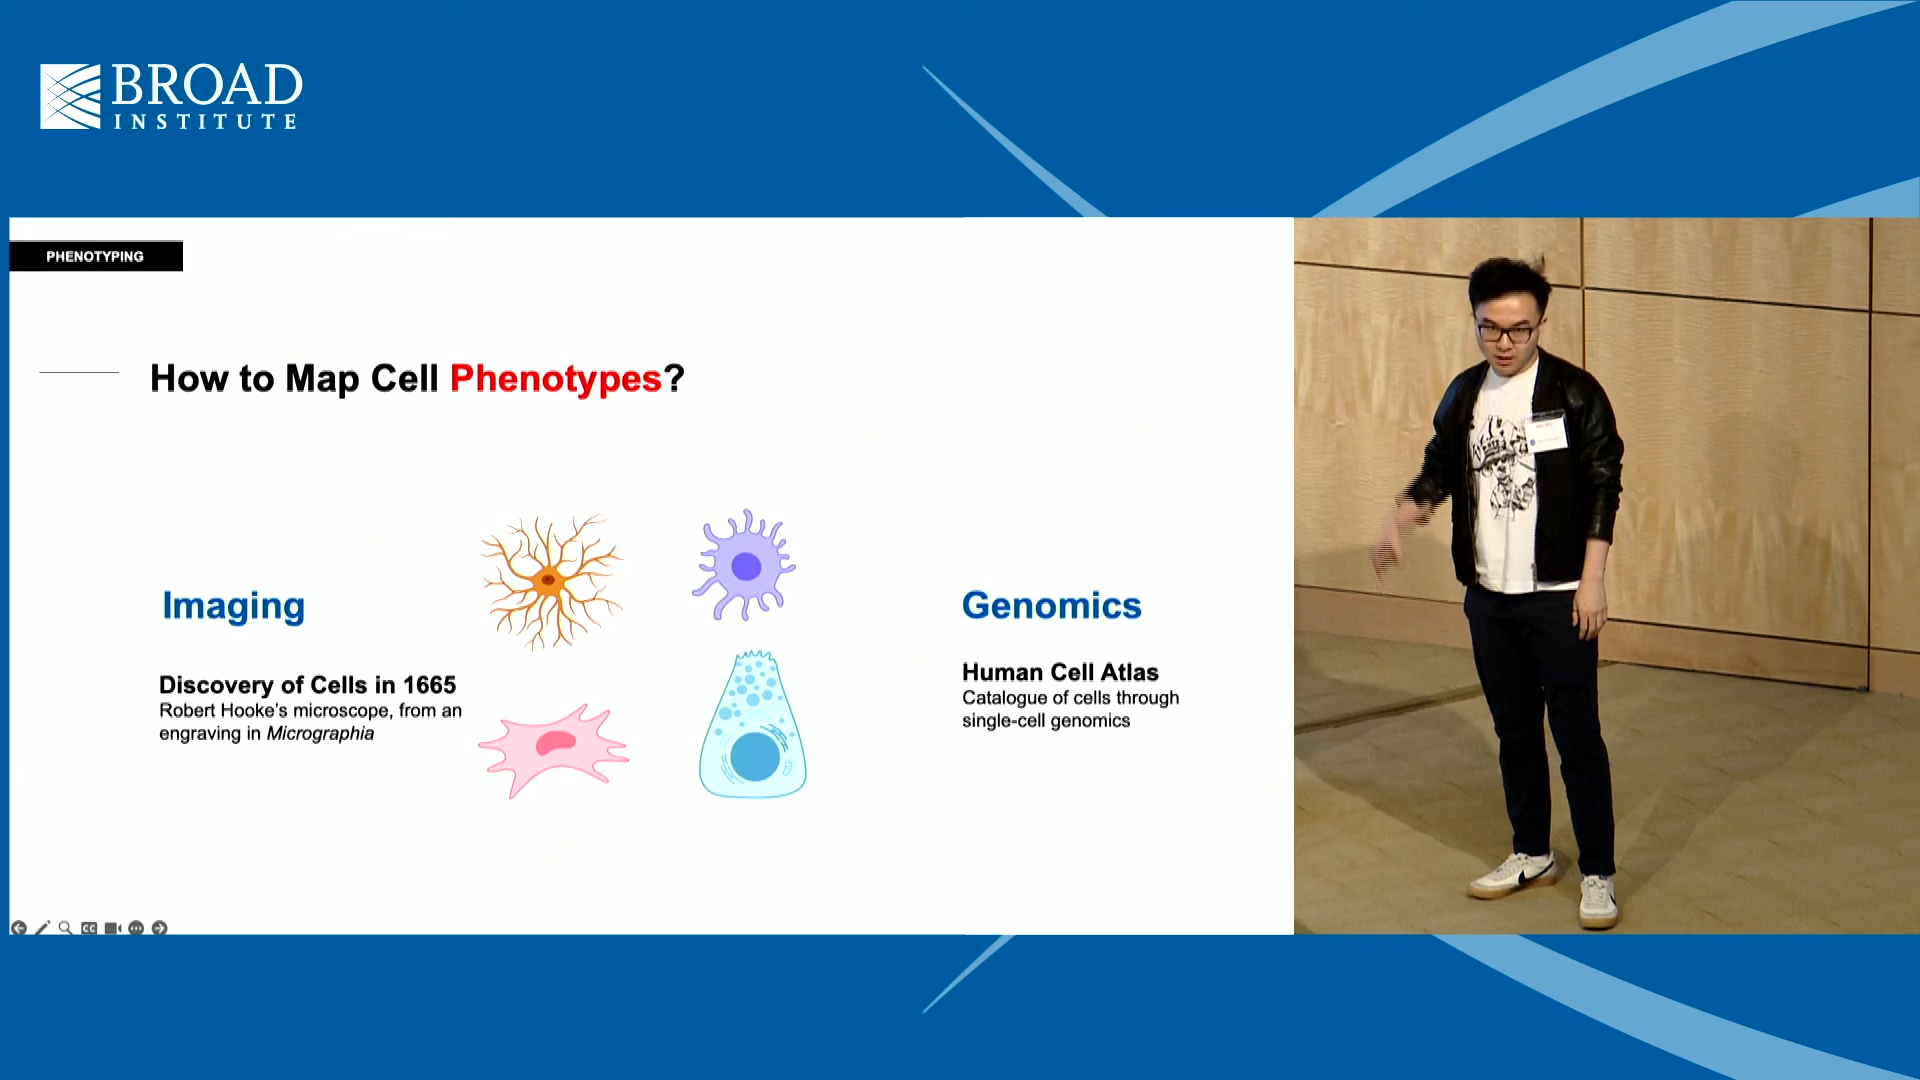 BROAD
INSTITUTE
PHENOTYPING
How to Map Cell Phenotypes?
Imaging
Discovery of Cells in 1665
Robert Hooke's microscope, from an
engraving in Micrographia
Genomics
Human Cell Atlas
Catalogue of cells through
single-cell genomics
CC